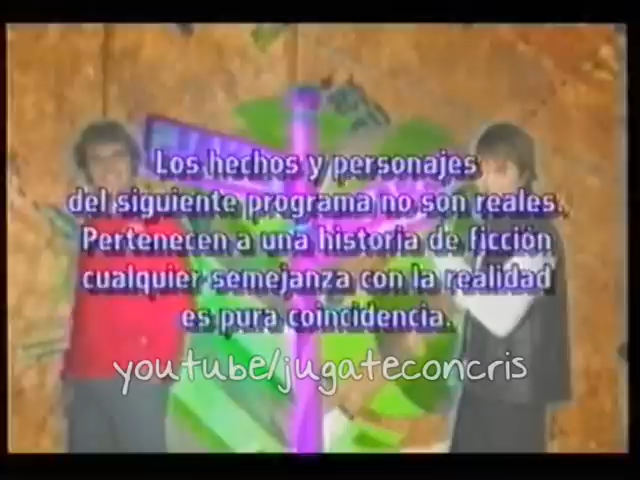 Los hechos y personajes
del siguiente programa no son reales.
Pertenecen a una historia de ficción
cualquier semejanza con la realidad
es pura coincidencia.
youtube/jugateconcris